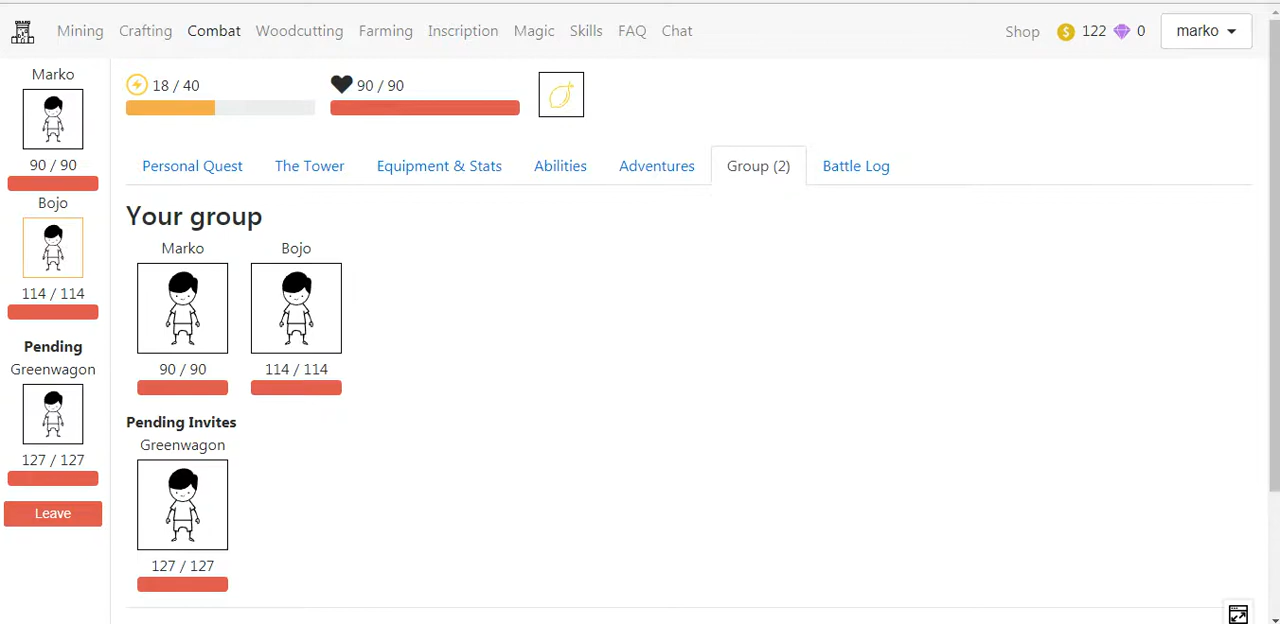 Mining Crafting Combat Woodcutting Farming Inscription Magic Skills FAQ Chat Shop 122 0 marko
Marko
90 / 90
Bojo
114 / 114
Pending
Greenwagon
127 / 127
Leave
18 / 40 90 / 90
Personal Quest The Tower Equipment & Stats Abilities Adventures Group (2) Battle Log
Your group
Marko Bojo
90 / 90 114 / 114
Pending Invites
Greenwagon
127 / 127